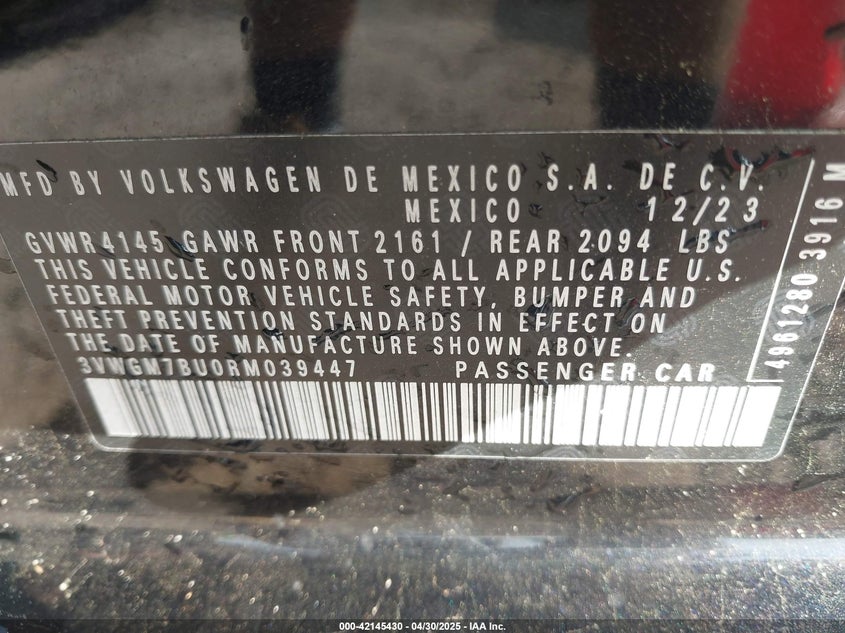 MFD BY VOLKSWAGEN DE MEXICO S.A. DE C.V.
MEXICO 12/23
GVWR4145 GAWR FRONT 2161 / REAR 2094 LBS
THIS VEHICLE CONFORMS TO ALL APPLICABLE U.S.
FEDERAL MOTOR VEHICLE SAFETY, BUMPER AND
THEFT PREVENTION STANDARDS IN EFFECT ON
THE DATE OF MANUFACTURE SHOWN ABOVE.
3VWGM7BU0RM039447 PASSENGER CAR
4961280 3916 M
000-42145430 - 04/30/2025 - IAA Inc.